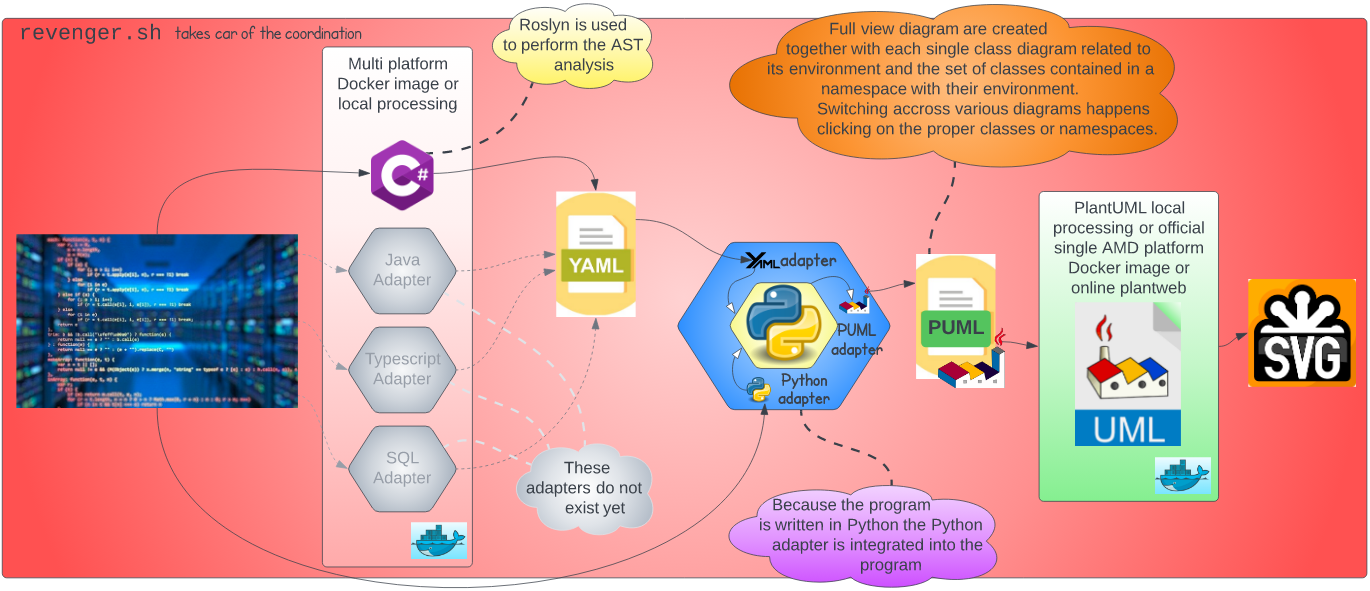 revenger.sh takes car of the coordination
Multi platform
Docker image or
local processing
C#
Java
Adapter
Typescript
Adapter
SQL
Adapter
Roslyn is used
to perform the AST
analysis
YAML
These
adapters do not
exist yet
Full view diagram are created
together with each single class diagram related to
its environment and the set of classes contained in a
namespace with their environment.
Switching accross various diagrams happens
clicking on the proper classes or namespaces.
YAML adapter
PUML
adapter
Python
adapter
Because the program
is written in Python the Python
adapter is integrated into the
program
PUML
PlantUML local
processing or official
single AMD platform
Docker image or
online plantweb
UML
SVG